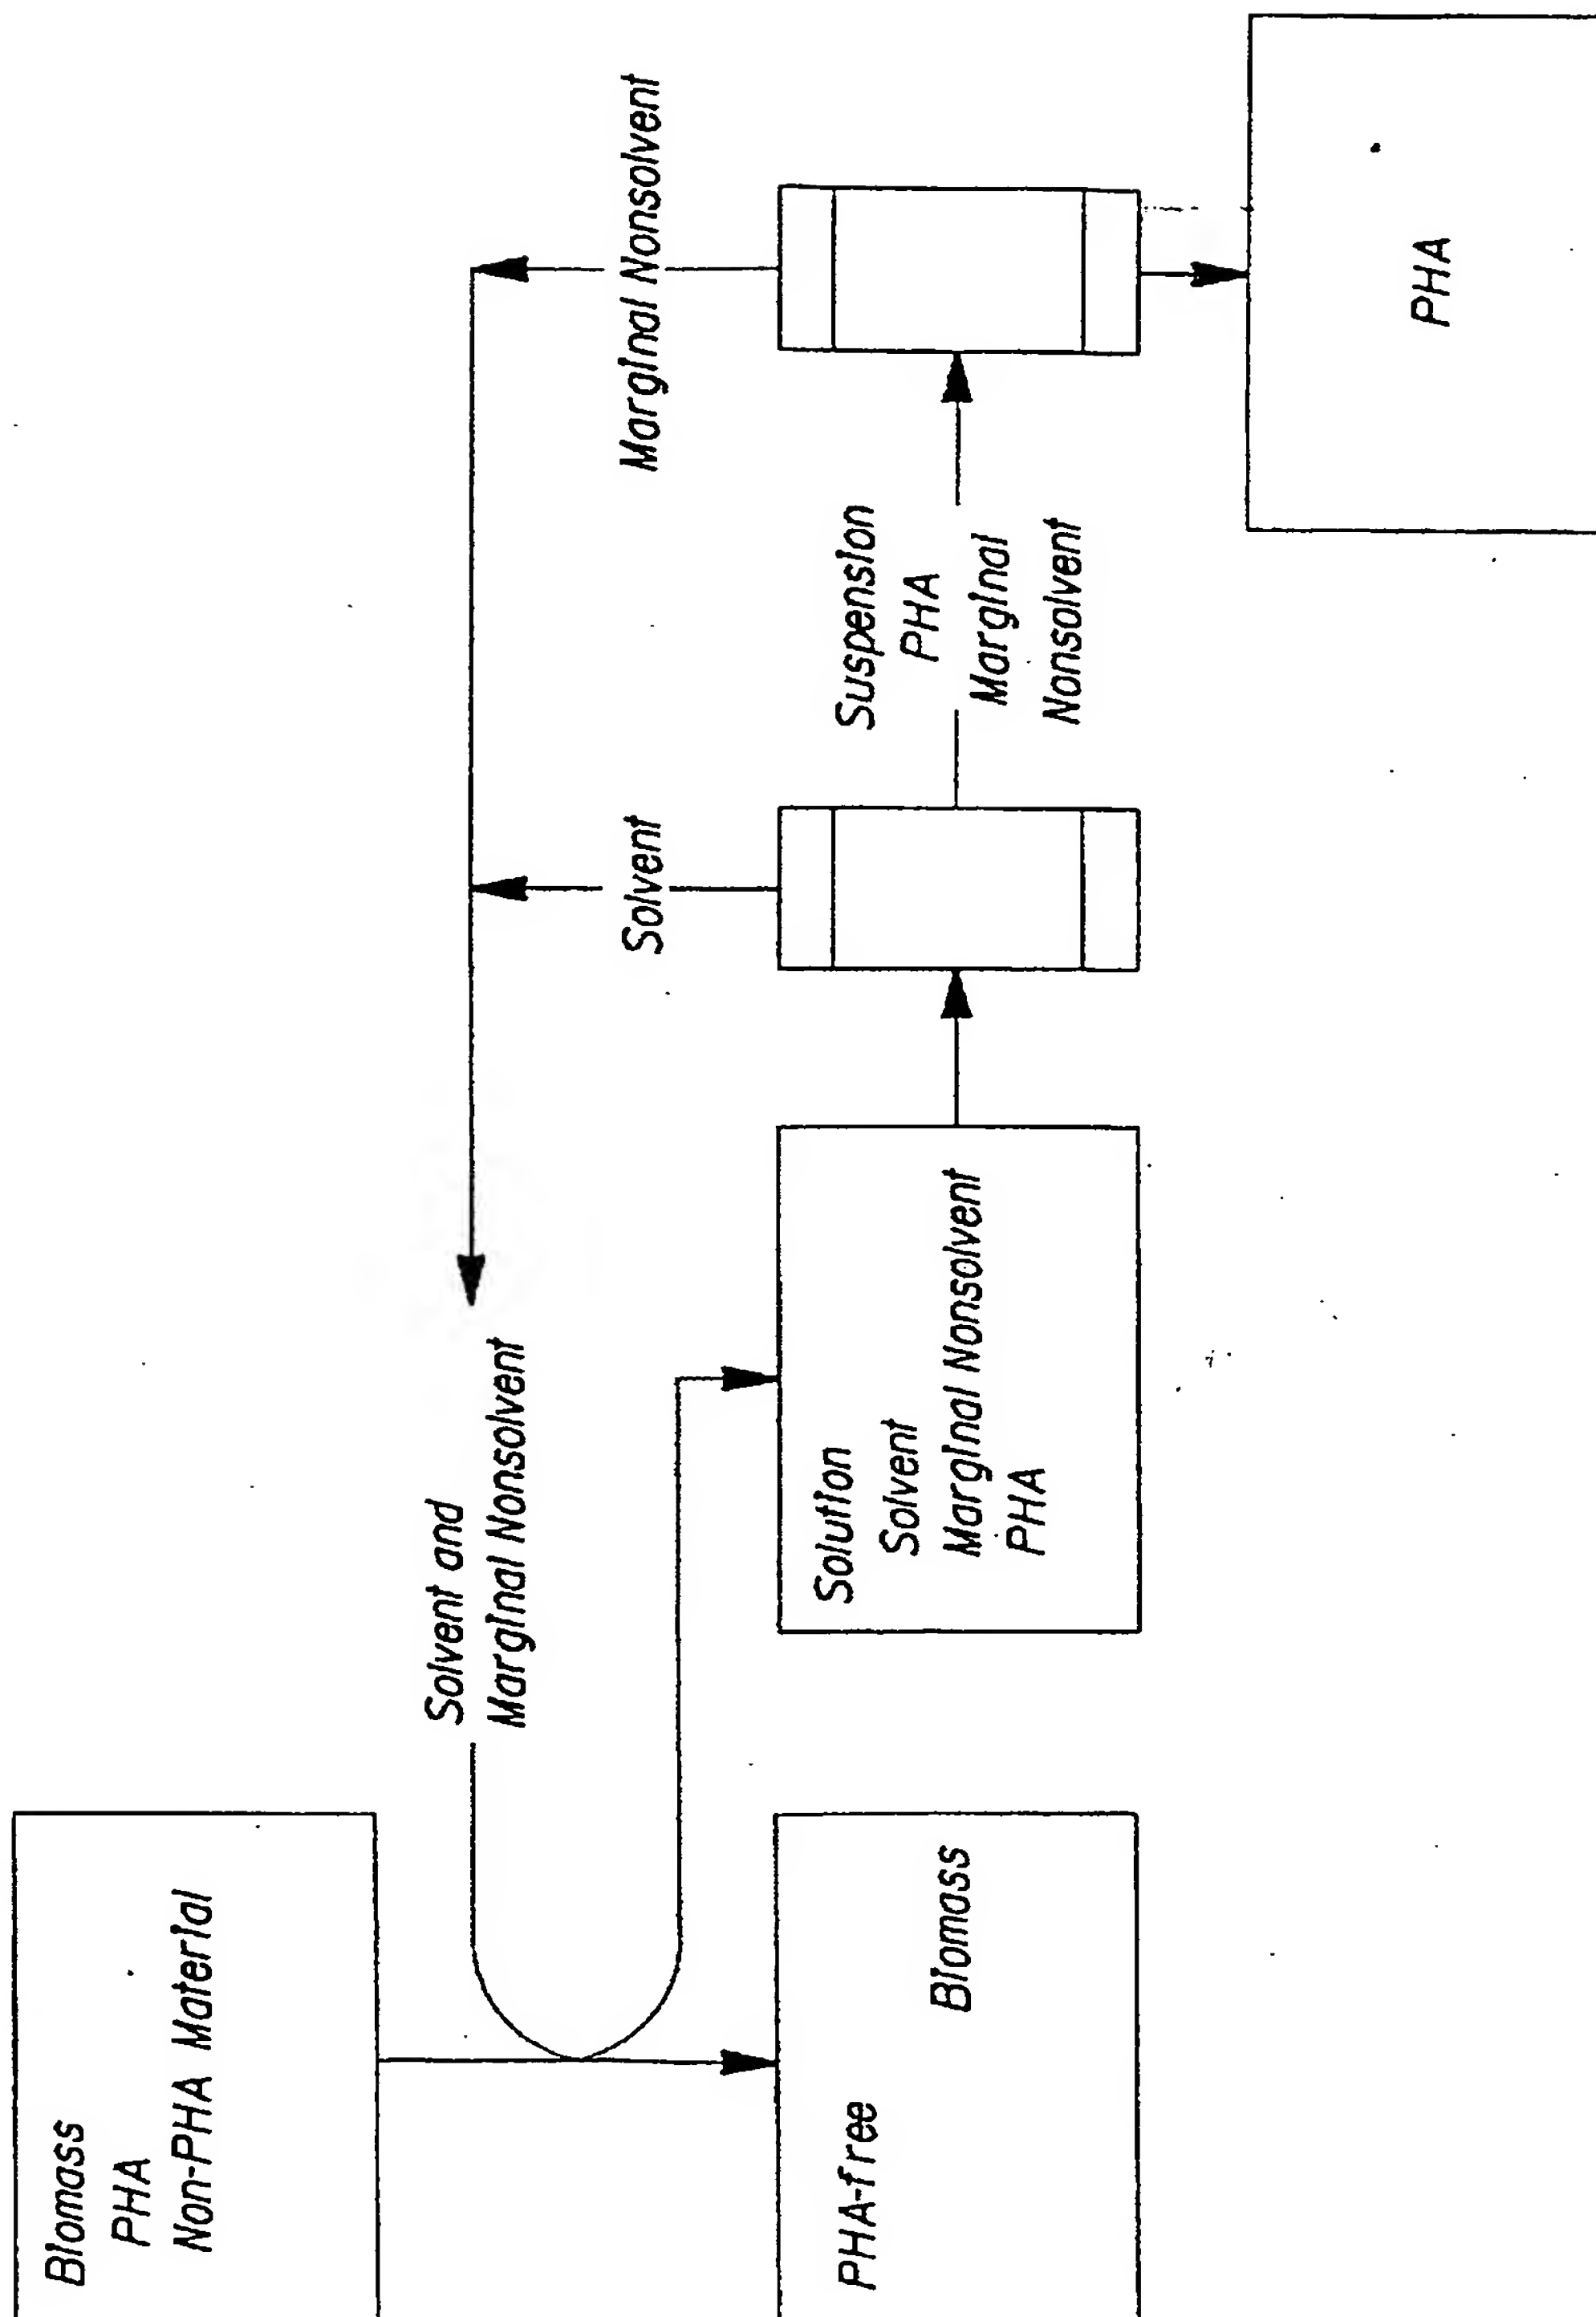 Biomass
PHA
Non-PHA Material
PHA-free
Biomass
Solvent and
Marginal Nonsolvent
Solution
Solvent
Marginal Nonsolvent
PHA
Solvent
Suspension
PHA
Marginal
Nonsolvent
Marginal Nonsolvent
PHA